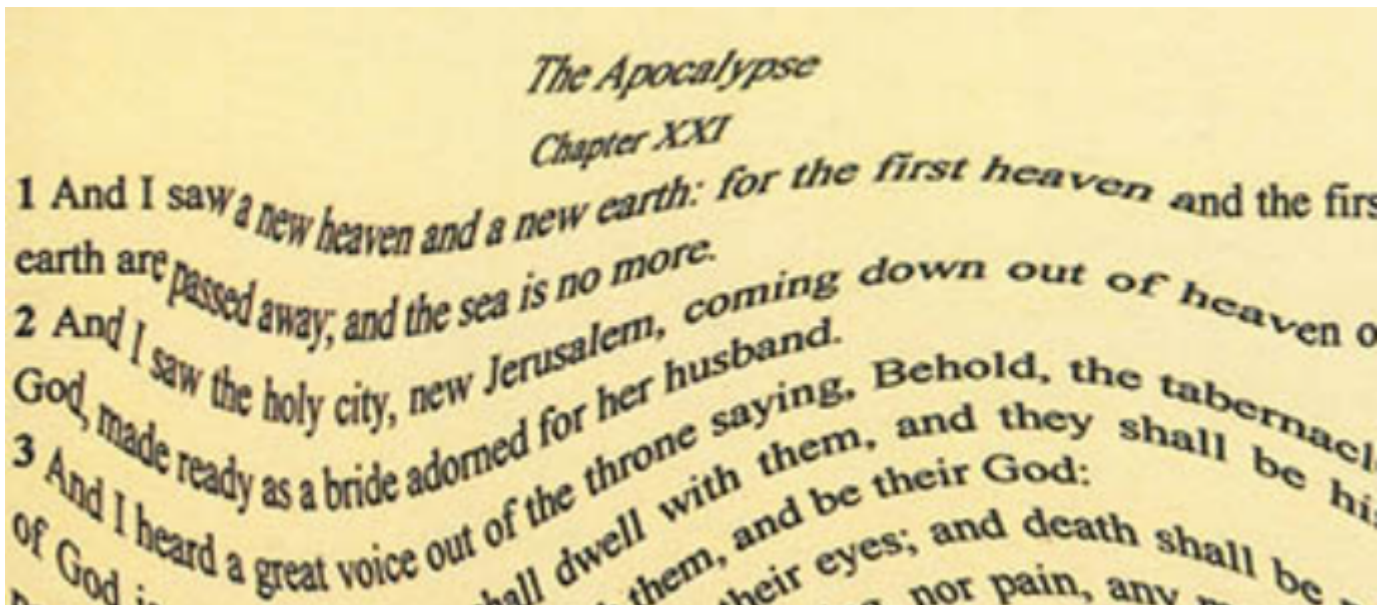 The Apocalypse
Chapter XXI
1 And I saw a new heaven and a new earth: for the first heaven and the firs
earth are passed away; and the sea is no more.
2 And I saw the holy city, new Jerusalem, coming down out of heaven o
God, made ready as a bride adorned for her husband.
3 And I heard a great voice out of the throne saying, Behold, the tabernacl
of God shall dwell with them, and they shall be his
them, and be their God:
their eyes; and death shall be
nor pain, any